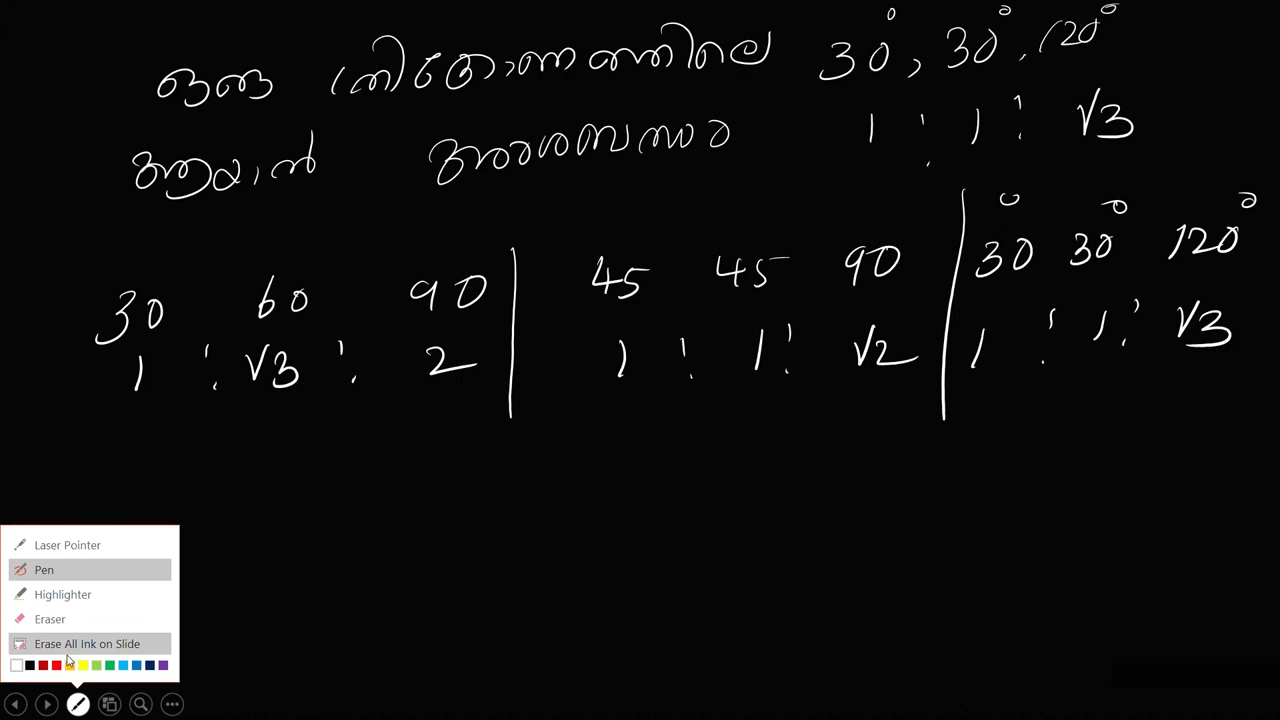 ഒരു ത്രികോണത്തിലെ 30°, 30°, 120°
ആയാൽ അംശബന്ധം 1 : 1 : √3
30 60 90 45 45 90 30° 30° 120°
1 : √3 : 2 1 : 1 : √2 1 : 1 : √3
Laser Pointer
Pen
Highlighter
Eraser
Erase All Ink on Slide